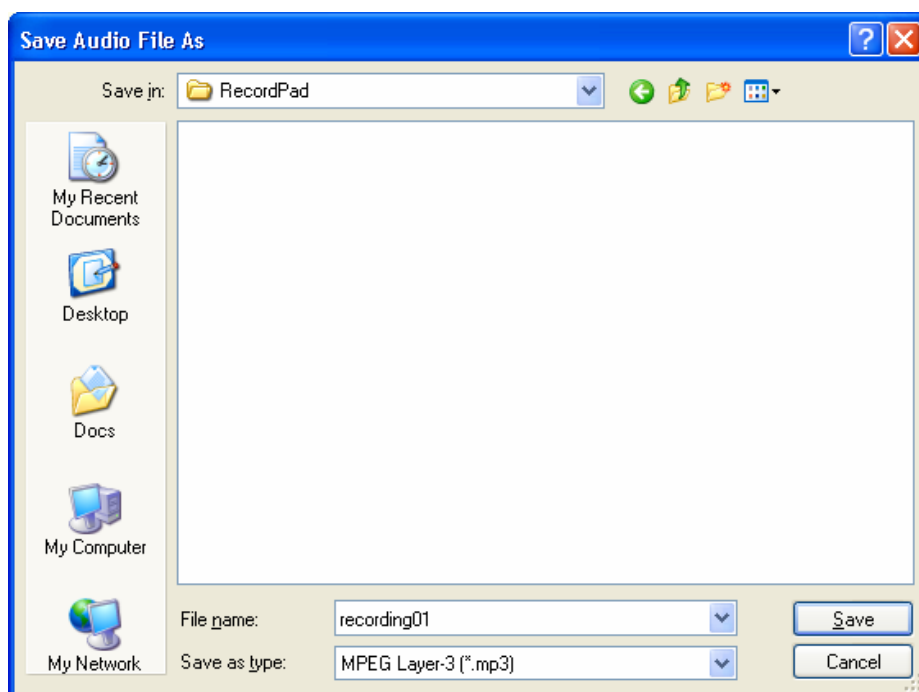 Save Audio File As
Save in:
RecordPad
My Recent
Documents
Desktop
Docs
My Computer
My Network
File name:
recording01
Save
Save as type:
MPEG Layer-3 (*.mp3)
Cancel